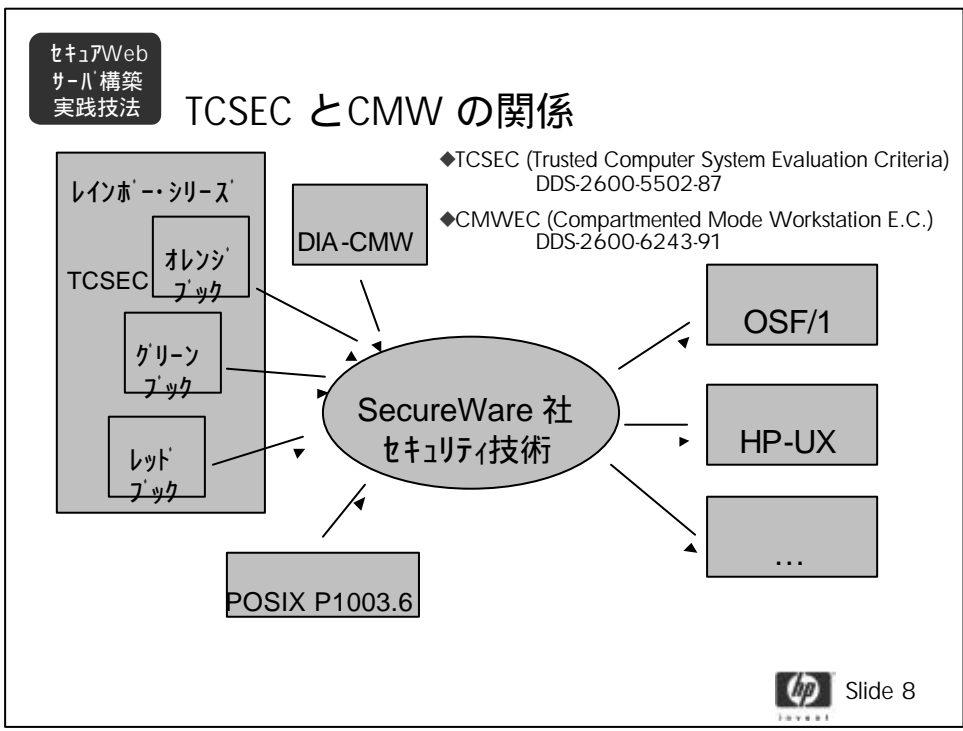 ｾｷｭｱWeb
ｻｰﾊﾞ構築
実践技法
TCSEC とCMW の関係
◆TCSEC (Trusted Computer System Evaluation Criteria)
DDS-2600-5502-87
◆CMWEC (Compartmented Mode Workstation E.C.)
DDS-2600-6243-91
ﾚｲﾝﾎﾞｰ･ｼﾘｰｽﾞ
TCSEC
ｵﾚﾝｼﾞ
ﾌﾞｯｸ
ｸﾞﾘｰﾝ
ﾌﾞｯｸ
ﾚｯﾄﾞ
ﾌﾞｯｸ
DIA-CMW
SecureWare 社
ｾｷｭﾘﾃｨ技術
POSIX P1003.6
OSF/1
HP-UX
…
hp
invent
Slide 8